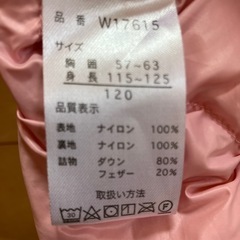 品番 W17615
サイズ
胸囲 57~63
身長 115~125
120
品質表示
表地 ナイロン 100%
裏地 ナイロン 100%
詰物 ダウン 80%
フェザー 20%
取扱い方法